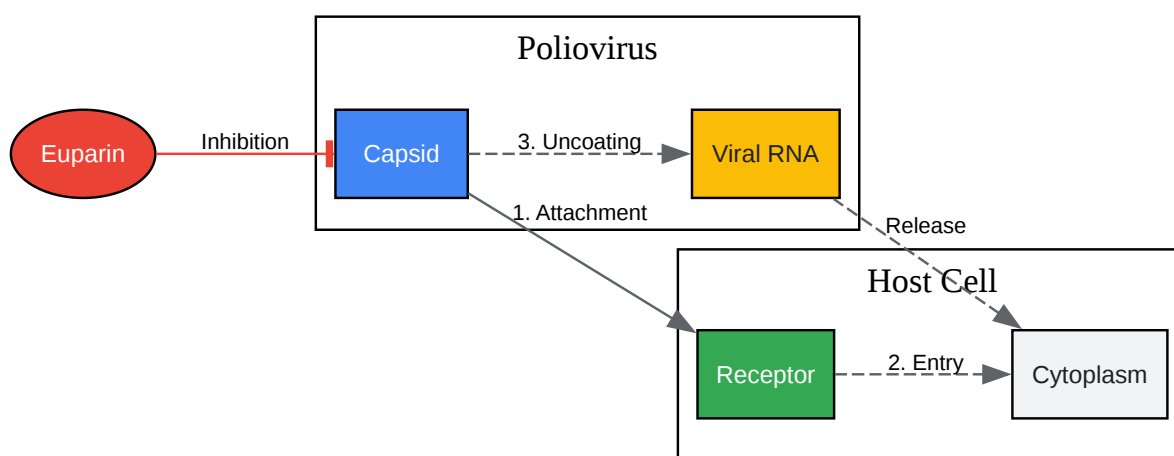 Poliovirus
Euparin
Inhibition
Capsid
3. Uncoating
Viral RNA
1. Attachment
Release
Host Cell
Receptor
2. Entry
Cytoplasm